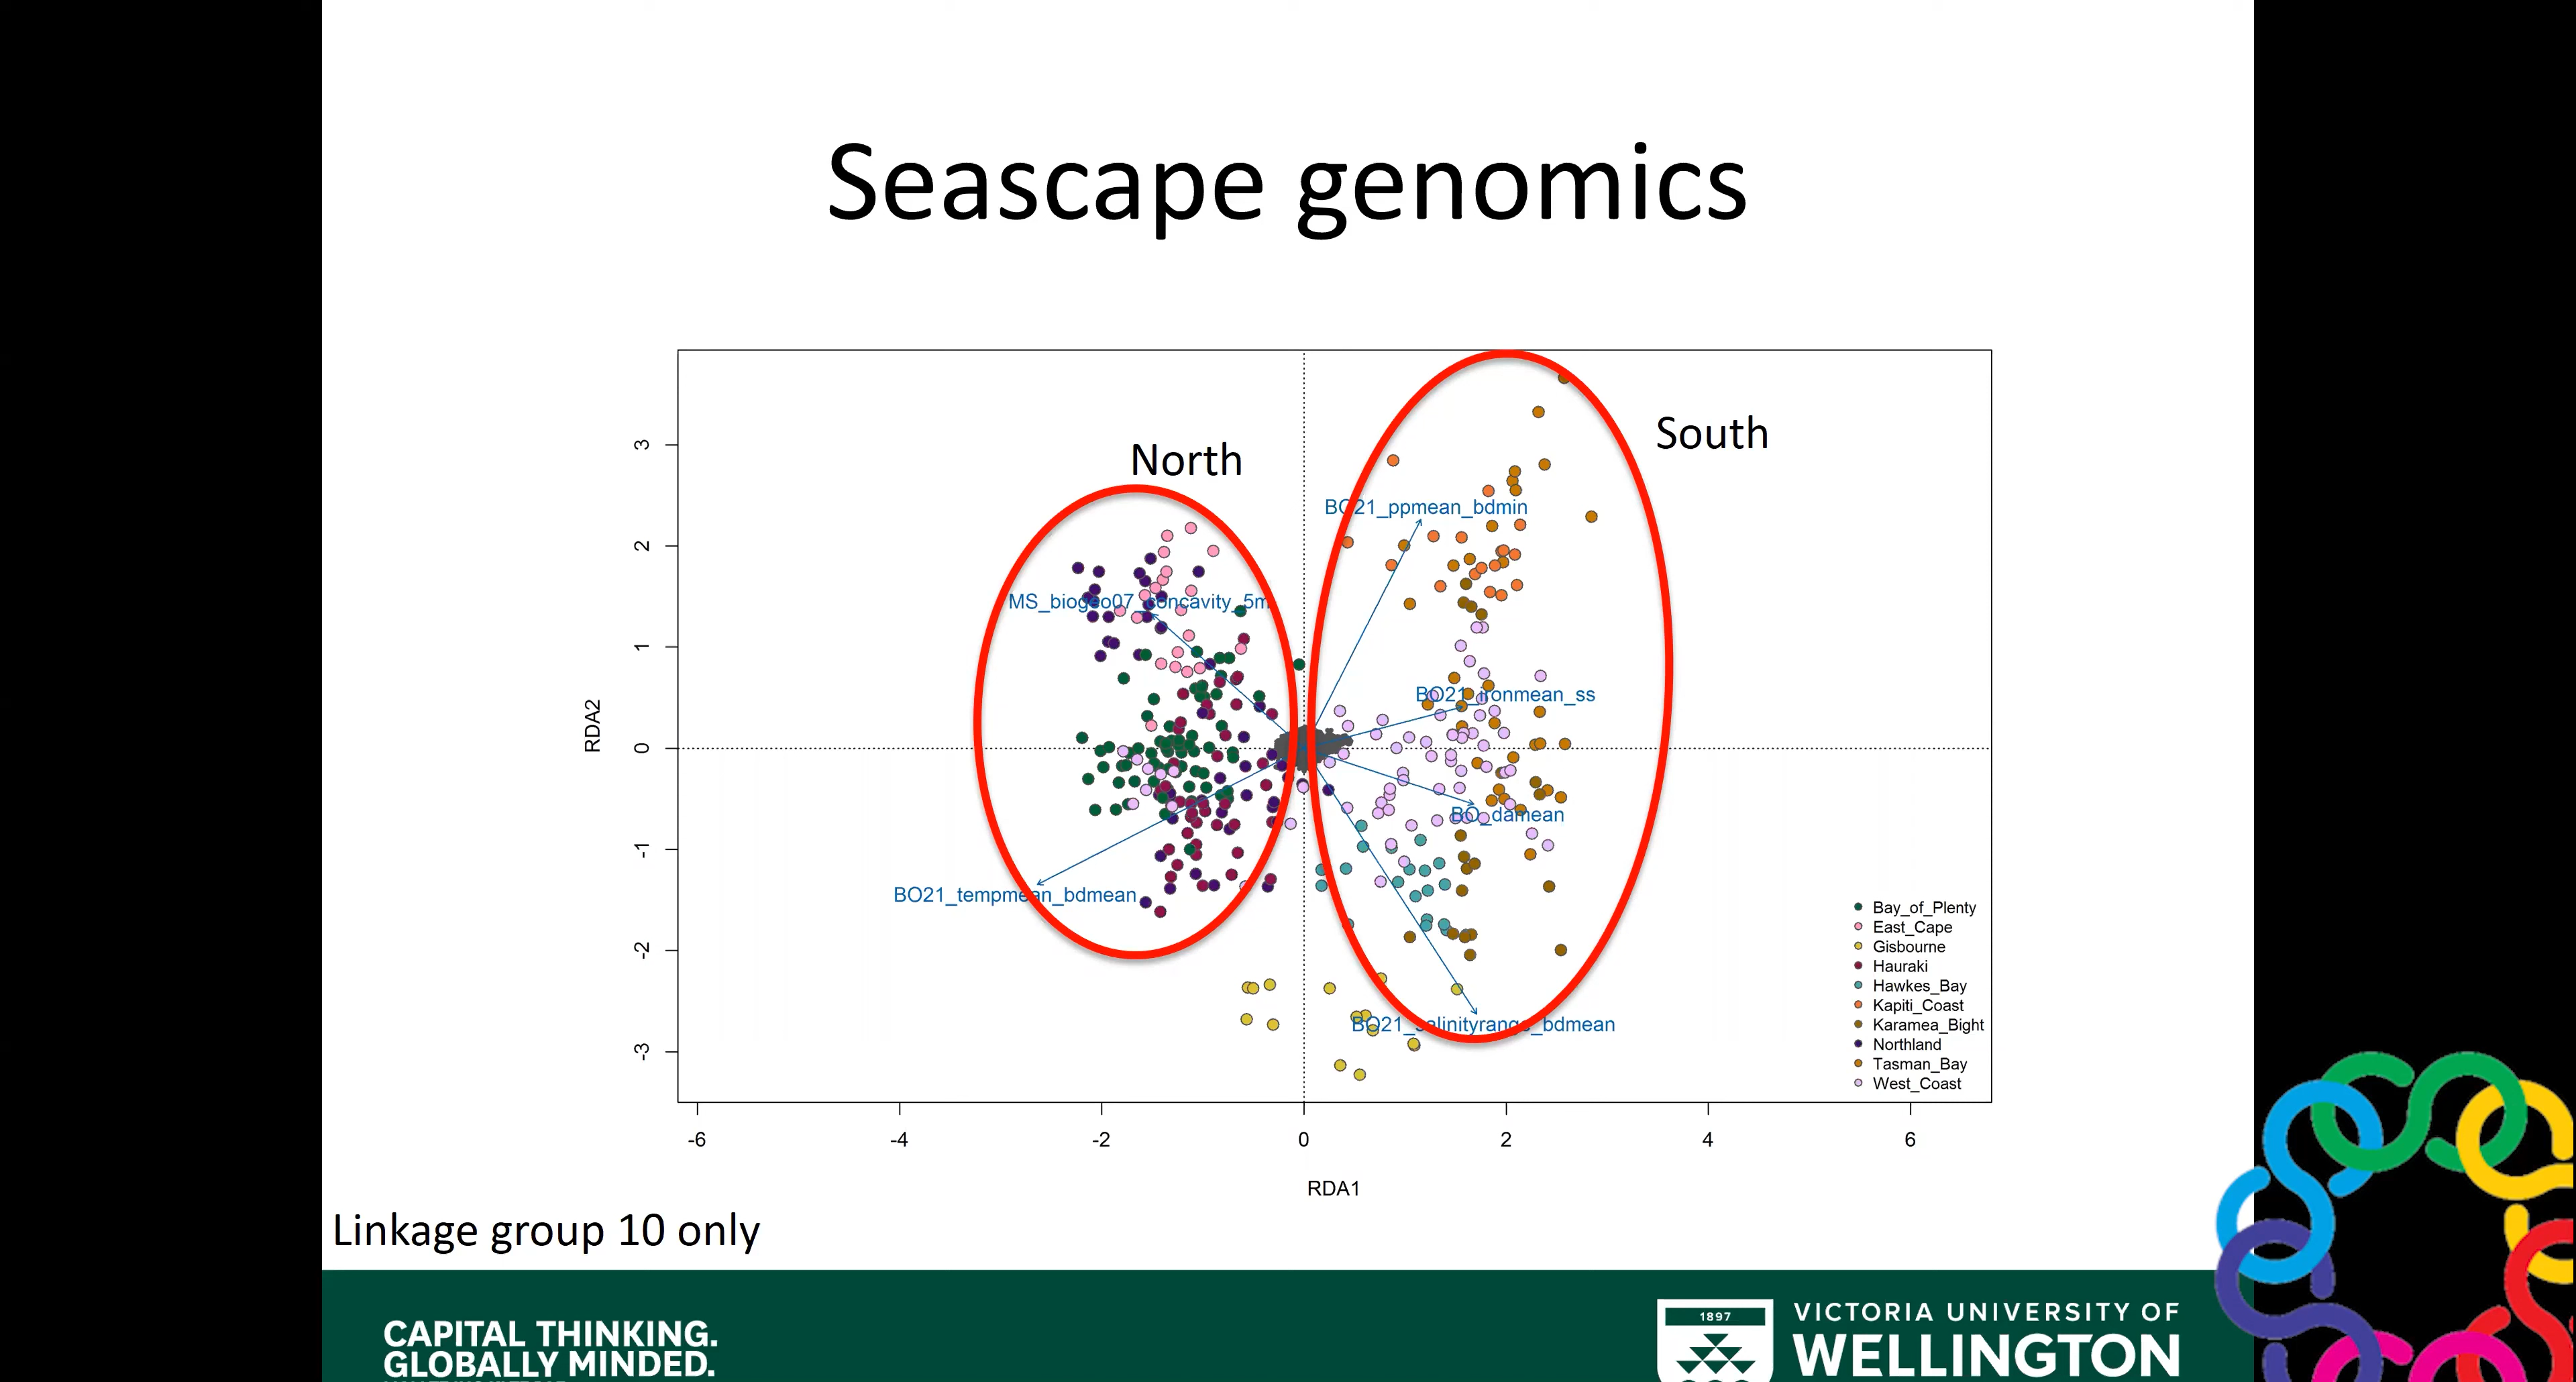 Seascape genomics
North
South
BO21_ppmean_bdmin
MS_biogeo07_concavity_5m
BO21_ironmean_ss
BO_damean
BO21_tempmean_bdmean
BO21_salinityrange_bdmean
RDA2
3
2
1
0
-1
-2
-3
Bay_of_Plenty
East_Cape
Gisbourne
Hauraki
Hawkes_Bay
Kapiti_Coast
Karamea_Bight
Northland
Tasman_Bay
West_Coast
-6 -4 -2 0 2 4 6
RDA1
Linkage group 10 only
CAPITAL THINKING.
GLOBALLY MINDED.
1897
VICTORIA UNIVERSITY OF
WELLINGTON